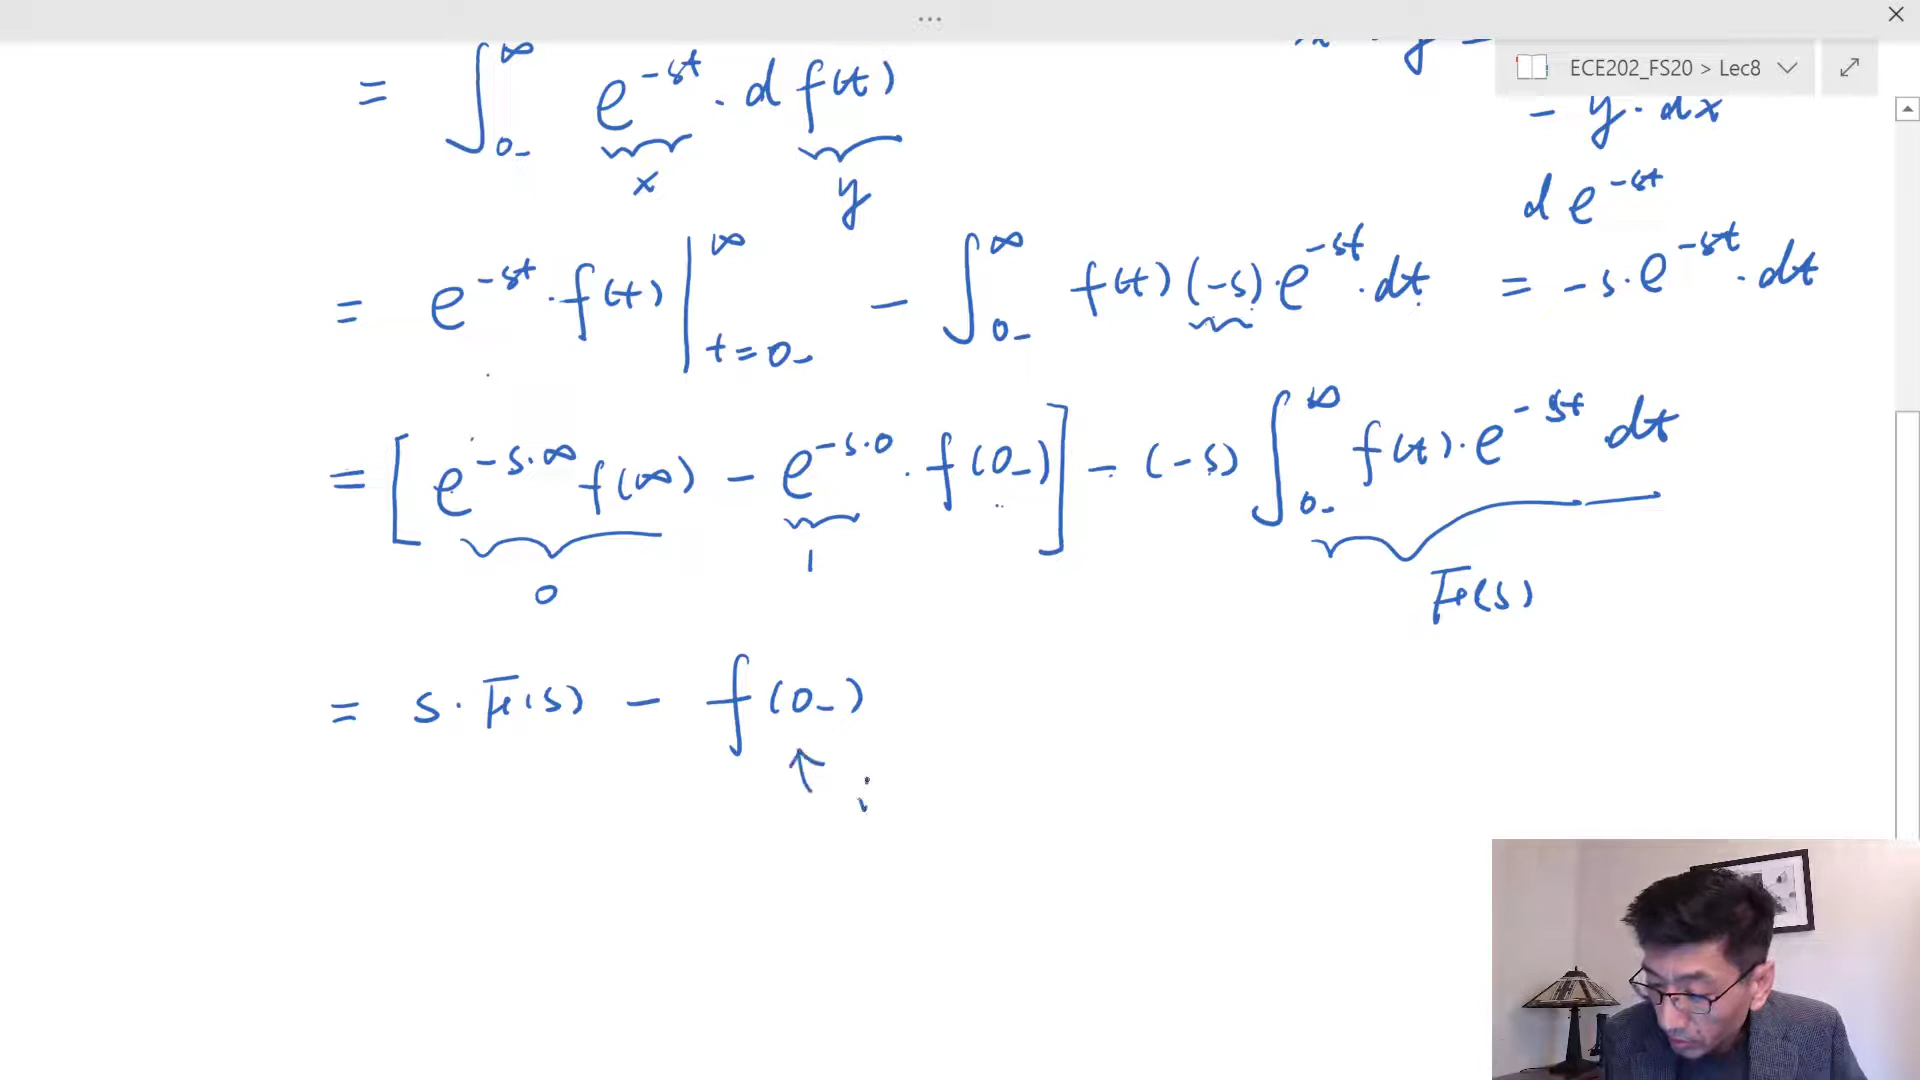 ECE202_FS20 > Lec8
= ∫₀₋^∞ e^{-st} · d f(t)
x y
- y · dx
d e^{-st}
= e^{-st} · f(t) |_{t=0₋}^∞ - ∫₀₋^∞ f(t) (-s) · e^{-st} · dt = -s · e^{-st} · dt
= [ e^{-s·∞} f(∞) - e^{-s·0} · f(0₋) ] - (-s) ∫₀₋^∞ f(t) · e^{-st} dt
0 1 F(s)
= s · F(s) - f(0₋)
↑